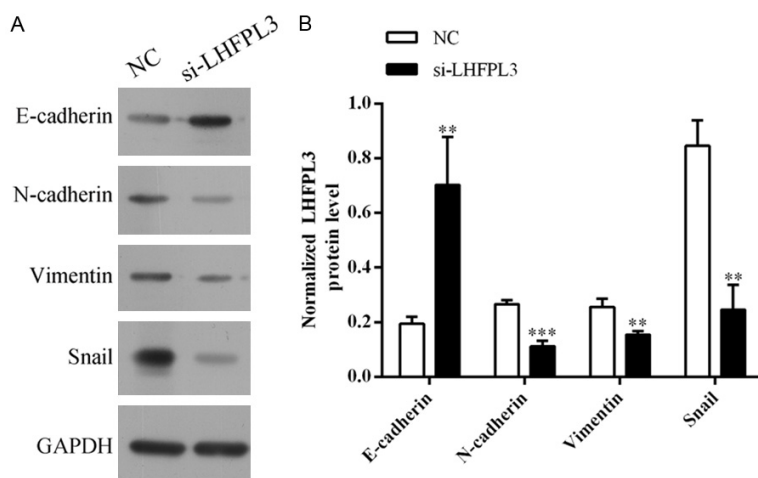 A
NC
si-LHFPL3
E-cadherin
N-cadherin
Vimentin
Snail
GAPDH
B
NC
si-LHFPL3
Normalized LHFPL3
protein level
1.0
0.8
0.6
0.4
0.2
0.0
**
***
**
**
E-cadherin
N-cadherin
Vimentin
Snail